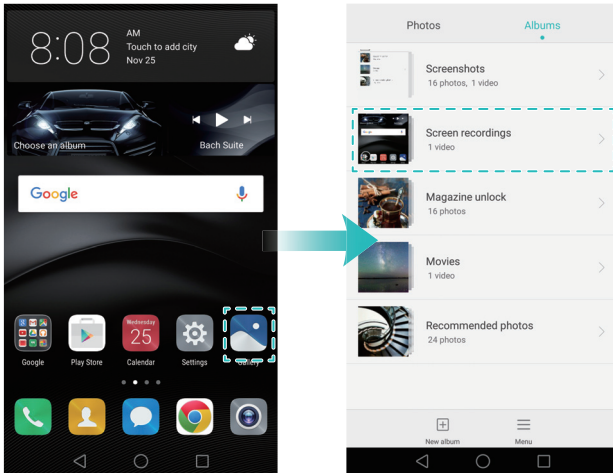 8:08
AM
Touch to add city
Nov 25
Choose an album
Bach Suite
Google
Wednesday
25
Google
Play Store
Calendar
Settings
Gallery
Photos
Albums
Screenshots
16 photos, 1 video
Screen recordings
1 video
Magazine unlock
16 photos
Movies
1 video
Recommended photos
24 photos
New album
Menu